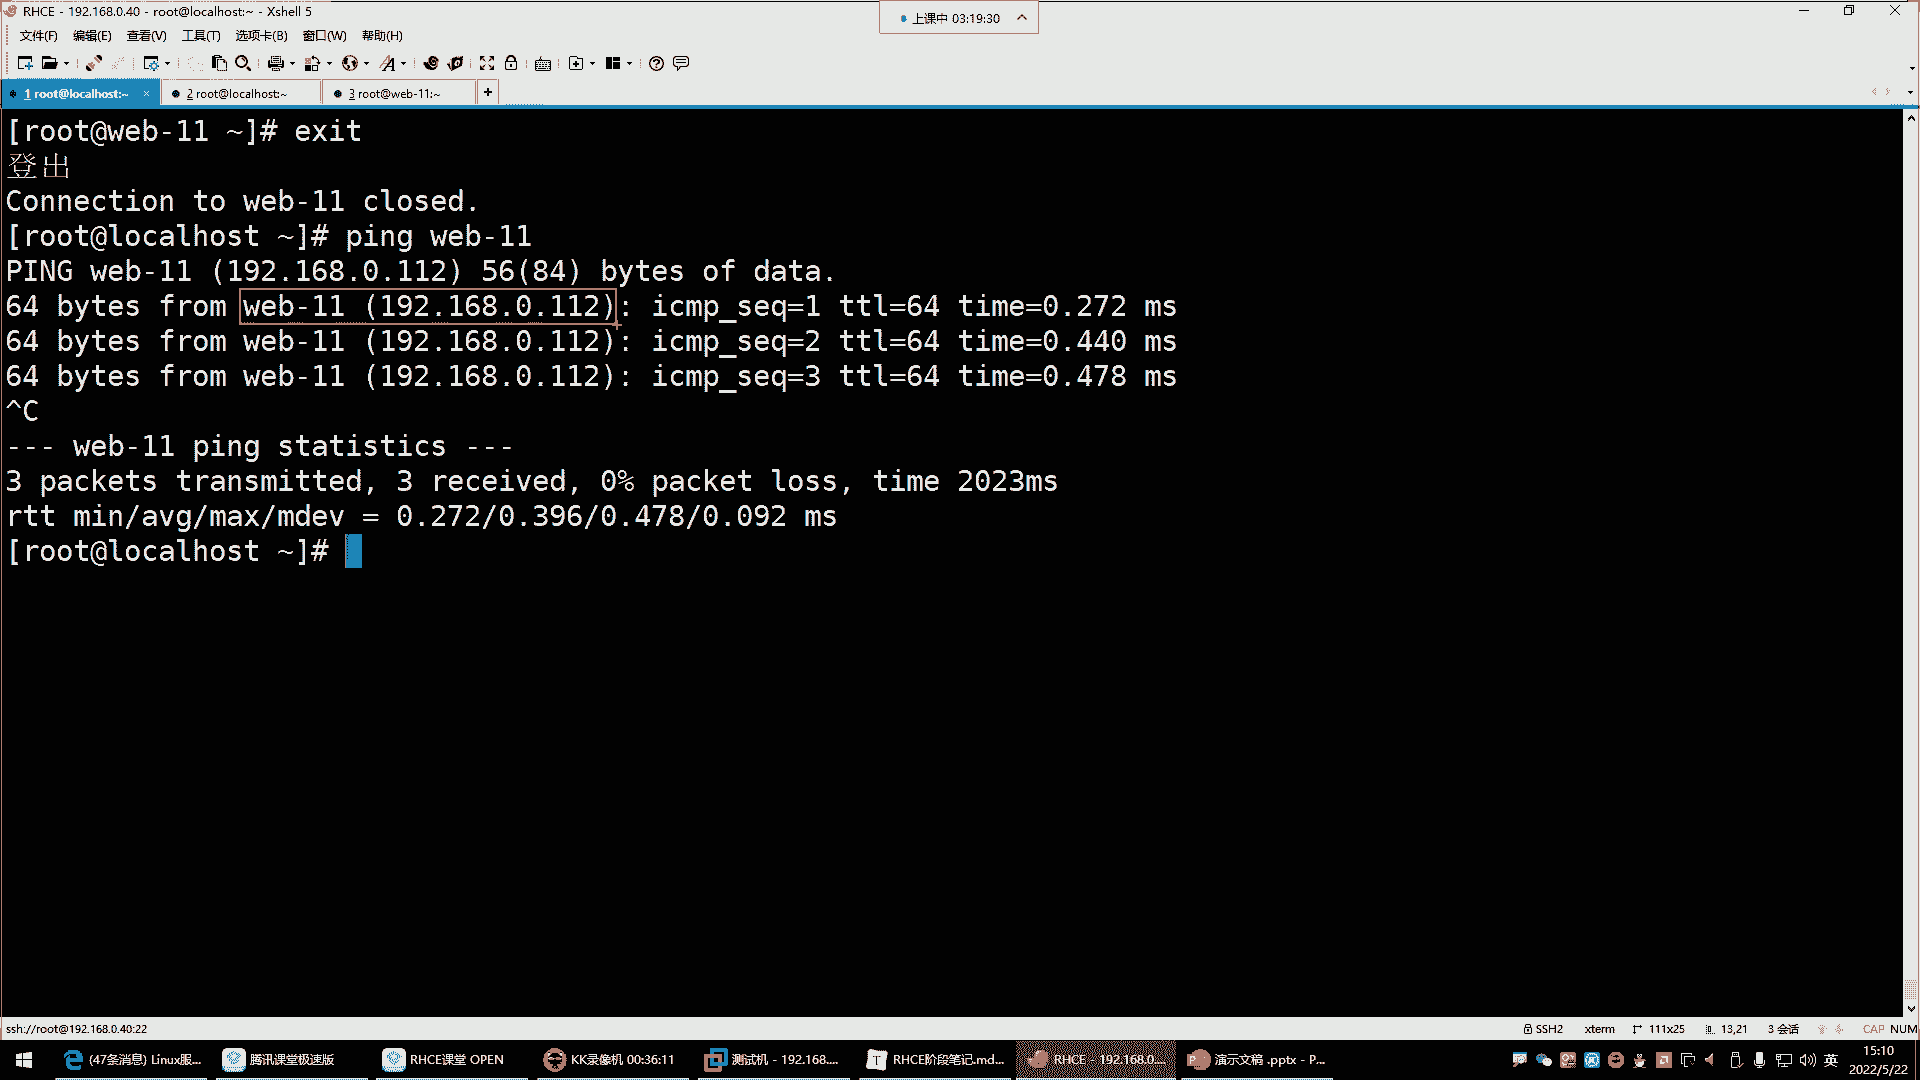 RHCE - 192.168.0.40 - root@localhost:~ - Xshell 5
上课中 03:19:30
文件(F) 编辑(E) 查看(V) 工具(T) 选项卡(B) 窗口(W) 帮助(H)
1 root@localhost:~ × 2 root@localhost:~ 3 root@web-11:~ +
[root@web-11 ~]# exit
登出
Connection to web-11 closed.
[root@localhost ~]# ping web-11
PING web-11 (192.168.0.112) 56(84) bytes of data.
64 bytes from web-11 (192.168.0.112): icmp_seq=1 ttl=64 time=0.272 ms
64 bytes from web-11 (192.168.0.112): icmp_seq=2 ttl=64 time=0.440 ms
64 bytes from web-11 (192.168.0.112): icmp_seq=3 ttl=64 time=0.478 ms
^C
--- web-11 ping statistics ---
3 packets transmitted, 3 received, 0% packet loss, time 2023ms
rtt min/avg/max/mdev = 0.272/0.396/0.478/0.092 ms
[root@localhost ~]#
ssh://root@192.168.0.40:22 SSH2 xterm 111x25 13,21 3 会话 CAP NUM
(47条消息) Linux服... 腾讯课堂极速版 RHCE课堂 OPEN KK录像机 00:36:11 测试机 - 192.168.... RHCE阶段笔记.md... RHCE - 192.168.0.... 演示文稿 .pptx - P... 英 15:10
2022/5/22